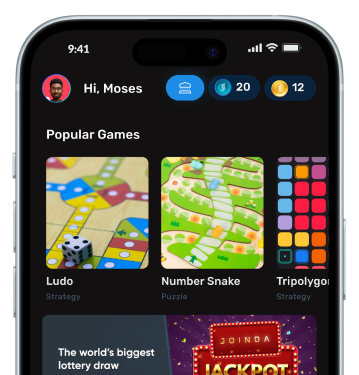 9:41
Hi, Moses
20
12
Popular Games
Ludo
Strategy
Number Snake
Puzzle
Tripolygon
Strategy
The world's biggest
lottery draw
JOINDA
JACKPOT